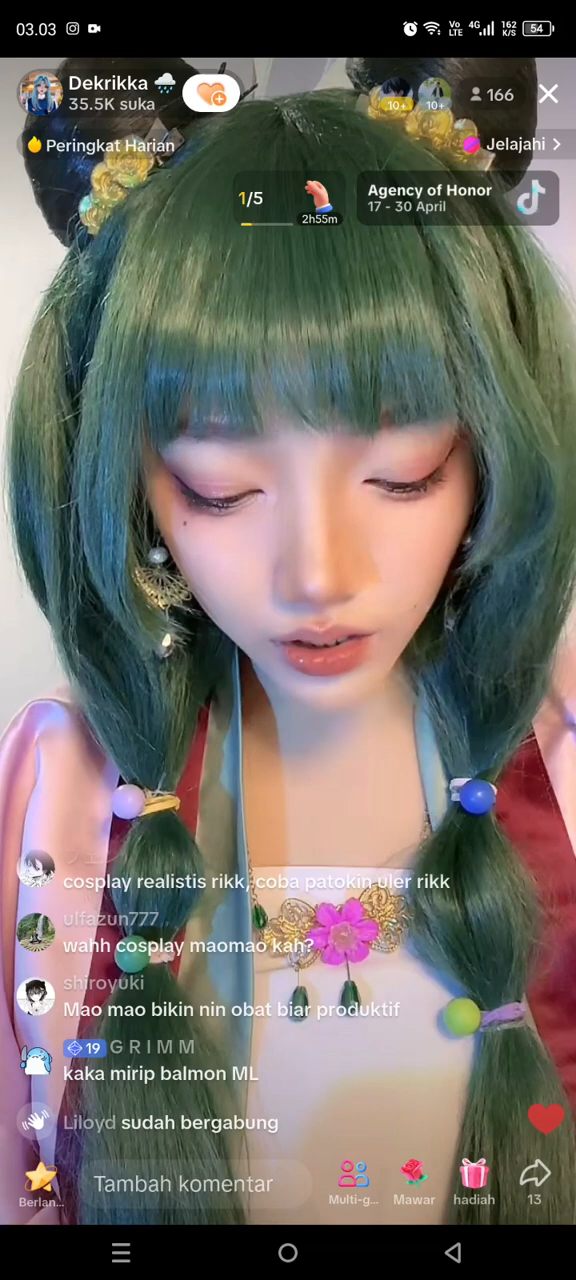 03.03
Vo
LTE
4G
162
K/S
54
Dekrikka
35.5K suka
10+
10+
166
Peringkat Harian
Jelajahi
1/5
2h55m
Agency of Honor
17 - 30 April
cosplay realistis rikk, coba patokin uler rikk
ulfazun777
wahh cosplay maomao kah?
shiroyuki
Mao mao bikin nin obat biar produktif
19 G R I M M
kaka mirip balmon ML
Liloyd sudah bergabung
Berlan...
Tambah komentar
Multi-g...
Mawar
hadiah
13